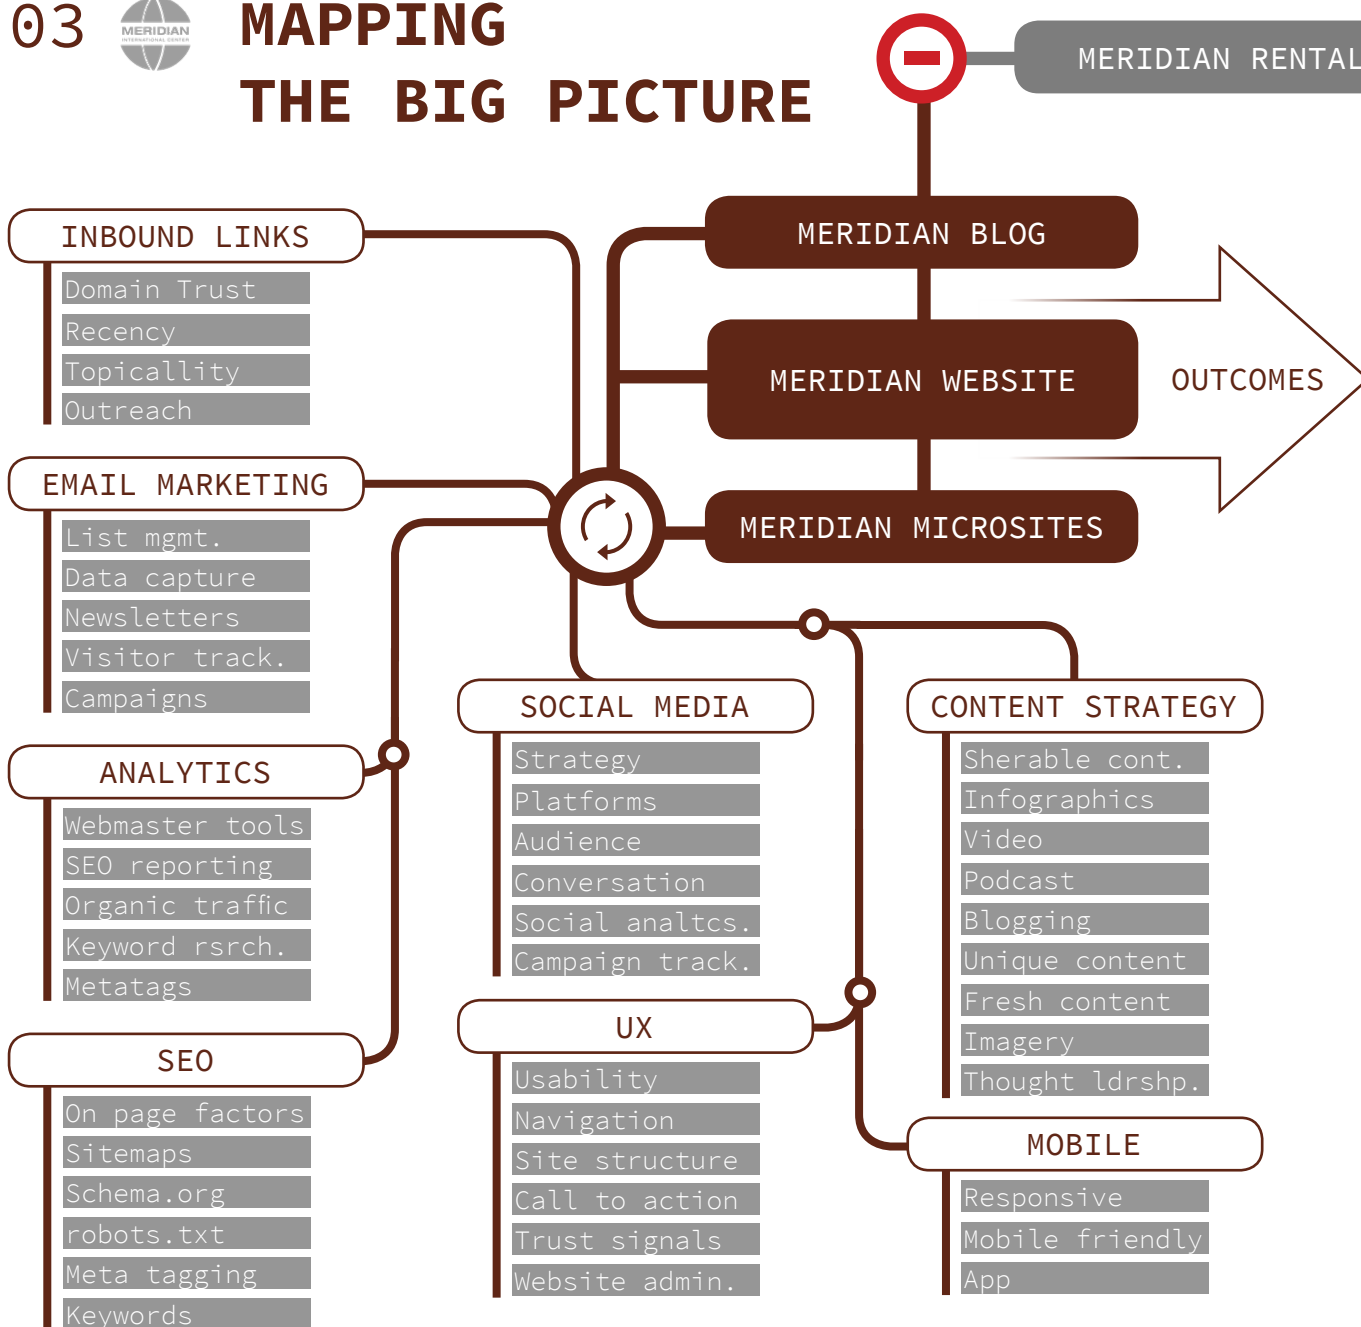 03
MERIDIAN
INTERNATIONAL CENTER
MAPPING
THE BIG PICTURE
MERIDIAN RENTAL
MERIDIAN BLOG
MERIDIAN WEBSITE
MERIDIAN MICROSITES
OUTCOMES
INBOUND LINKS
Domain Trust
Recency
Topicallity
Outreach
EMAIL MARKETING
List mgmt.
Data capture
Newsletters
Visitor track.
Campaigns
ANALYTICS
Webmaster tools
SEO reporting
Organic traffic
Keyword rsrch.
Metatags
SEO
On page factors
Sitemaps
Schema.org
robots.txt
Meta tagging
Keywords
SOCIAL MEDIA
Strategy
Platforms
Audience
Conversation
Social analtcs.
Campaign track.
UX
Usability
Navigation
Site structure
Call to action
Trust signals
Website admin.
CONTENT STRATEGY
Sherable cont.
Infographics
Video
Podcast
Blogging
Unique content
Fresh content
Imagery
Thought ldrshp.
MOBILE
Responsive
Mobile friendly
App